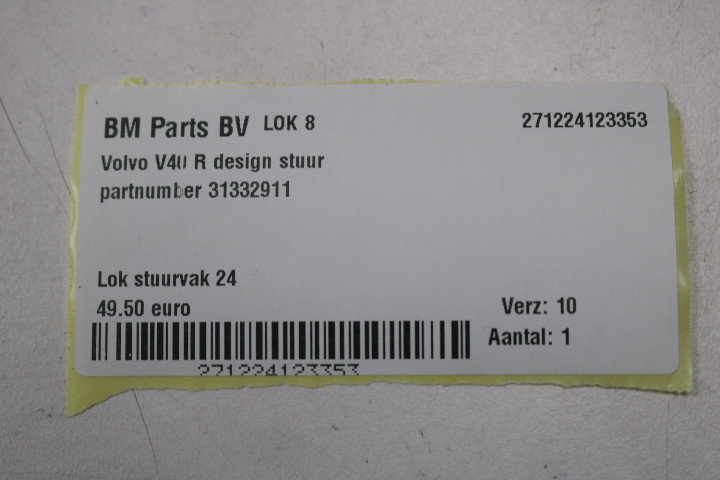 BM Parts BV LOK 8 271224123353
Volvo V40 R design stuur
partnumber 31332911
Lok stuurvak 24
49.50 euro Verz: 10
Aantal: 1
271224123353